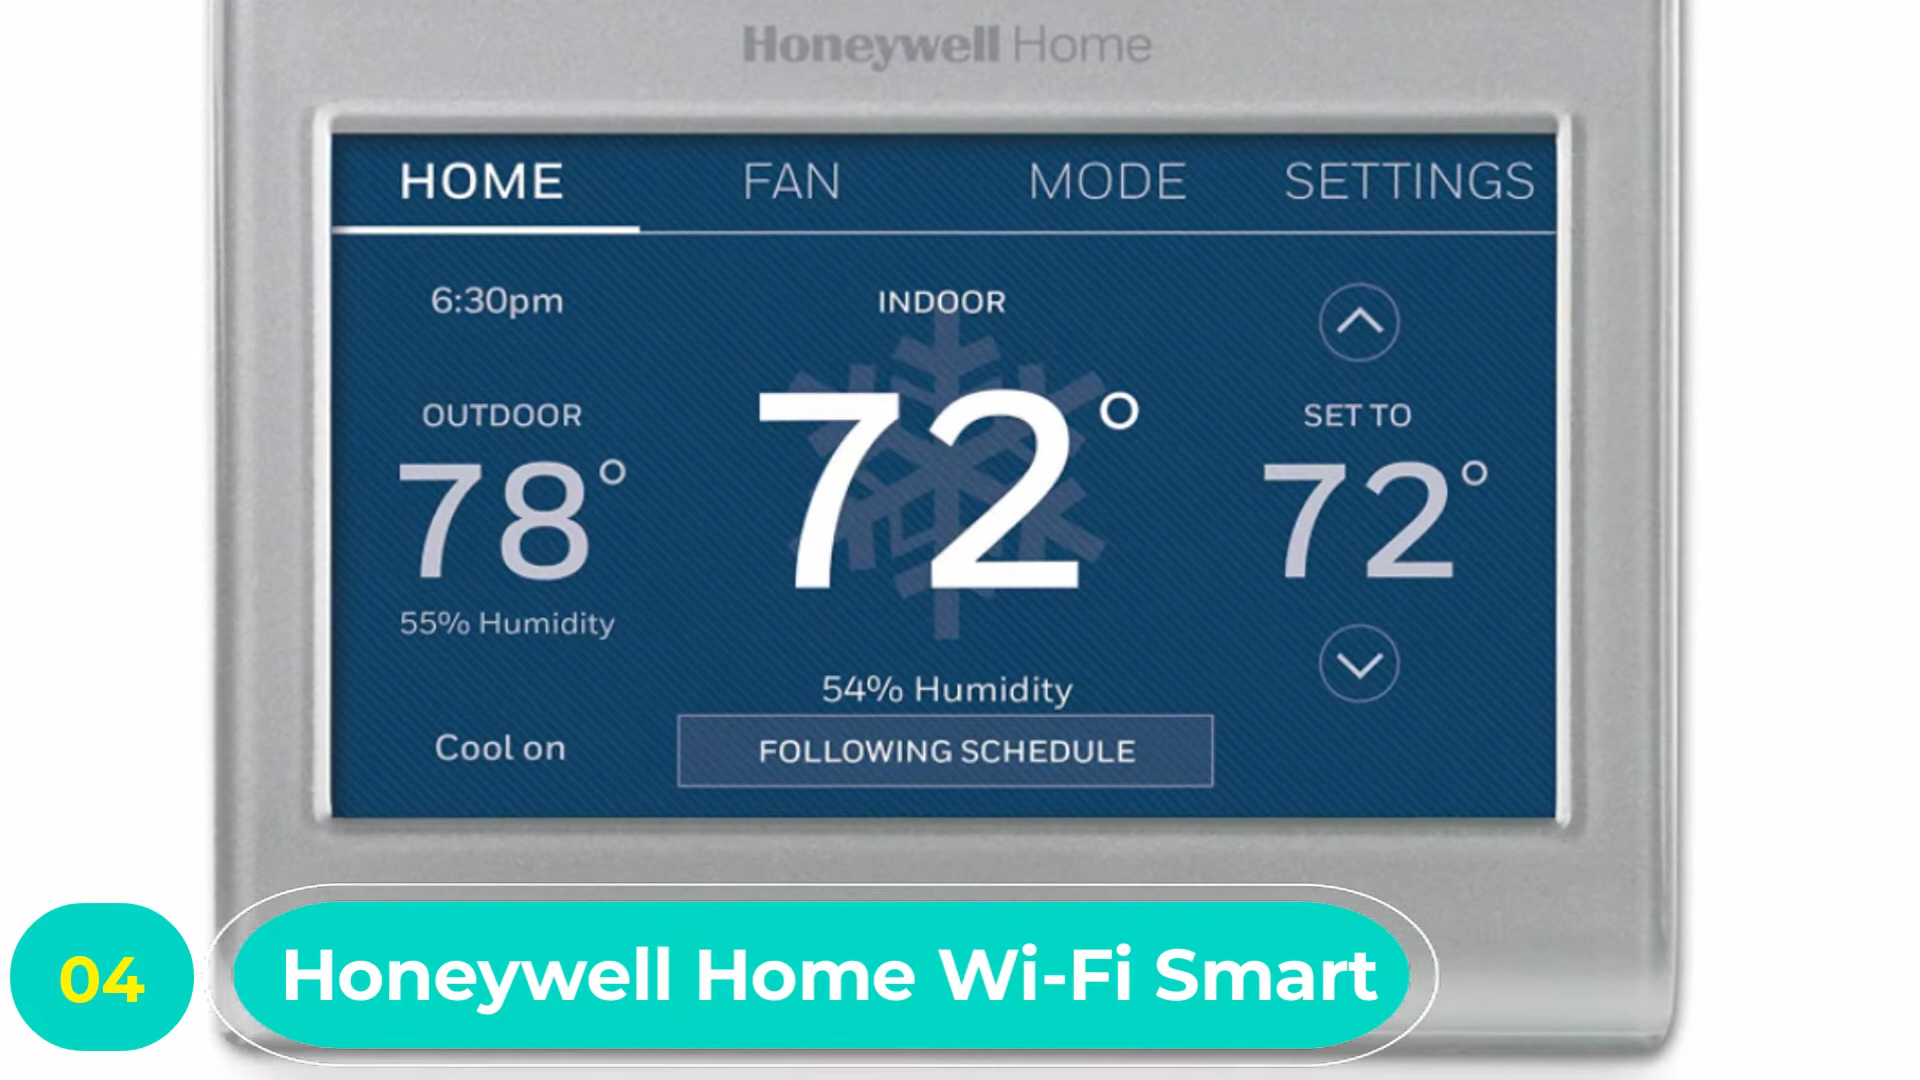 Honeywell Home
HOME FAN MODE SETTINGS
6:30pm
INDOOR
OUTDOOR
78°
55% Humidity
72°
54% Humidity
SET TO
72°
Cool on
FOLLOWING SCHEDULE
04
Honeywell Home Wi-Fi Smart